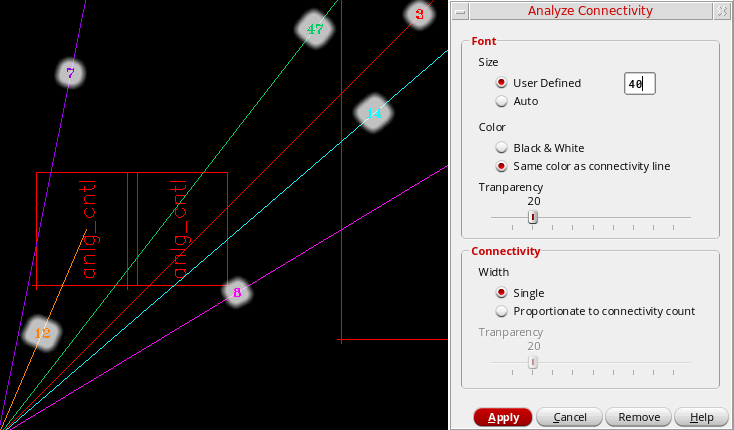 7
47
3
14
anlg_cntl
anlg_cntl
12
8
Analyze Connectivity
Font
Size
User Defined
40
Auto
Color
Black & White
Same color as connectivity line
Tranparency
20
Connectivity
Width
Single
Proportionate to connectivity count
Tranparency
20
Apply
Cancel
Remove
Help